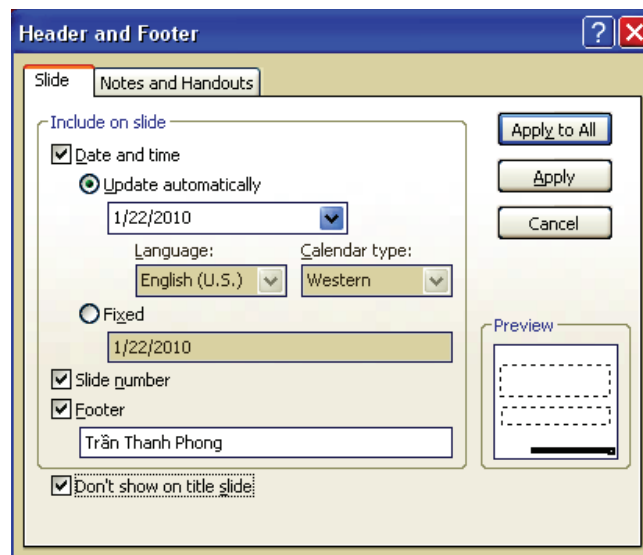 Header and Footer
Slide
Notes and Handouts
Include on slide
Date and time
Update automatically
1/22/2010
Language:
Calendar type:
English (U.S.)
Western
Fixed
1/22/2010
Slide number
Footer
Trần Thanh Phong
Don't show on title slide
Apply to All
Apply
Cancel
Preview